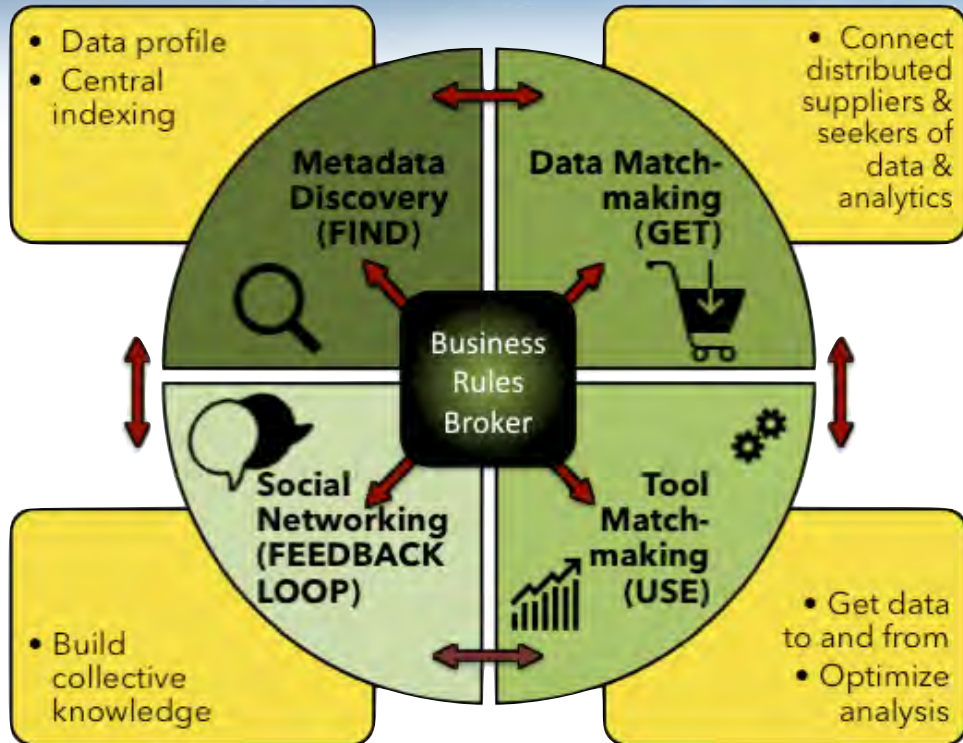 • Data profile
• Central
indexing
• Connect
distributed
suppliers &
seekers of
data &
analytics
Metadata
Discovery
(FIND)
Data Match-
making
(GET)
Business
Rules
Broker
Social
Networking
(FEEDBACK
LOOP)
Tool
Match-
making
(USE)
• Build
collective
knowledge
• Get data
to and from
• Optimize
analysis